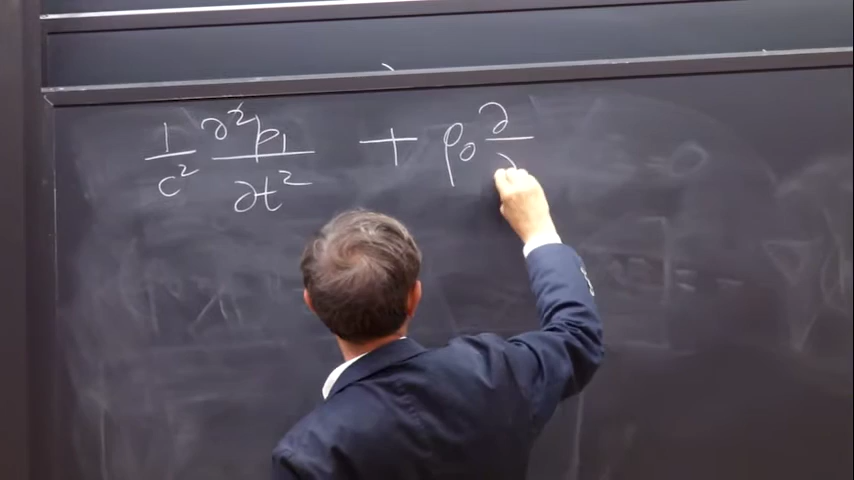 1/c² ∂²p₁/∂t² + ρ₀ ∂/∂